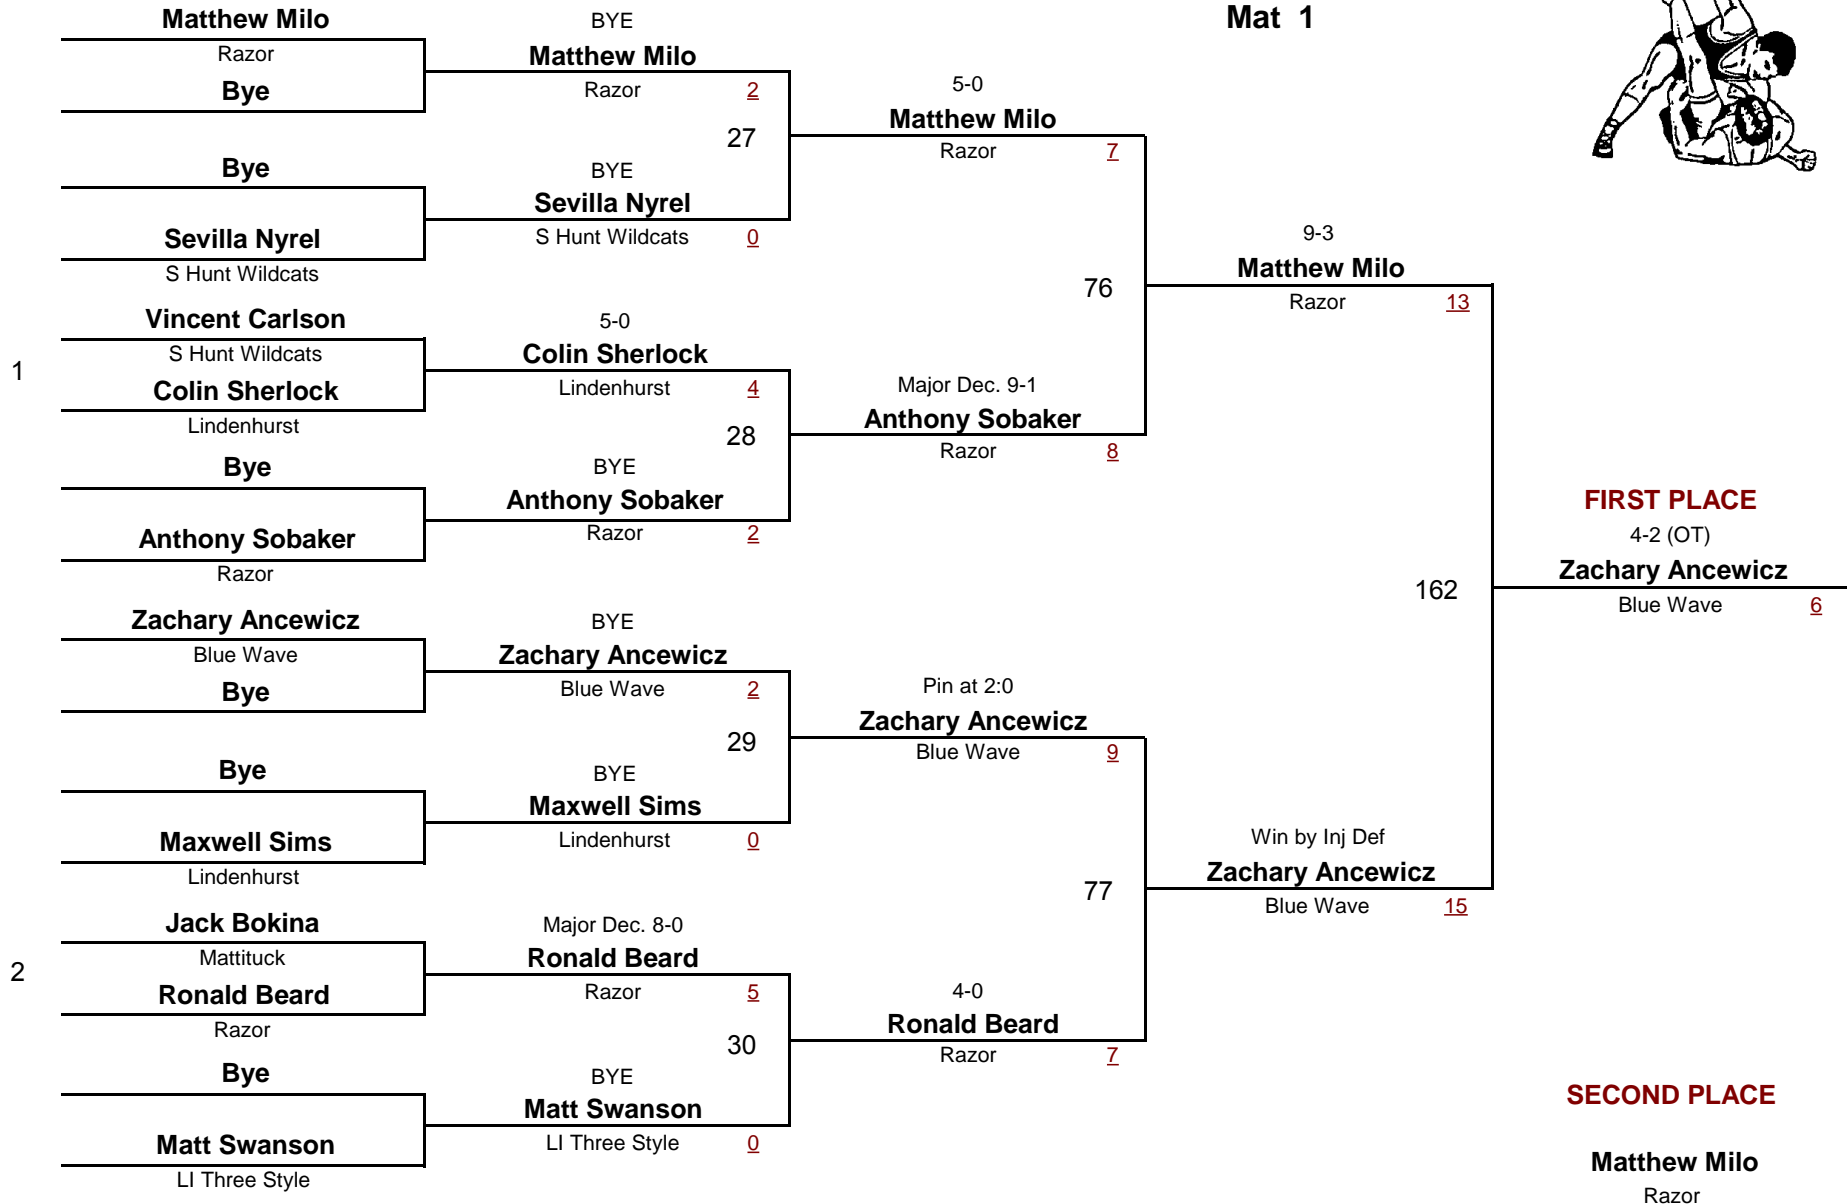 Mat 1
Matthew Milo
Razor
Bye
Bye
Sevilla Nyrel
S Hunt Wildcats
1
Vincent Carlson
S Hunt Wildcats
Colin Sherlock
Lindenhurst
Bye
Anthony Sobaker
Razor
Zachary Ancewicz
Blue Wave
Bye
Bye
Maxwell Sims
Lindenhurst
2
Jack Bokina
Mattituck
Ronald Beard
Razor
Bye
Matt Swanson
LI Three Style
BYE
Matthew Milo
Razor 2
27
BYE
Sevilla Nyrel
S Hunt Wildcats 0
5-0
Colin Sherlock
Lindenhurst 4
28
BYE
Anthony Sobaker
Razor 2
BYE
Zachary Ancewicz
Blue Wave 2
29
BYE
Maxwell Sims
Lindenhurst 0
Major Dec. 8-0
Ronald Beard
Razor 5
30
BYE
Matt Swanson
LI Three Style 0
5-0
Matthew Milo
Razor 7
76
Major Dec. 9-1
Anthony Sobaker
Razor 8
Pin at 2:0
Zachary Ancewicz
Blue Wave 9
77
4-0
Ronald Beard
Razor 7
9-3
Matthew Milo
Razor 13
162
Win by Inj Def
Zachary Ancewicz
Blue Wave 15
FIRST PLACE
4-2 (OT)
Zachary Ancewicz
Blue Wave 6
SECOND PLACE
Matthew Milo
Razor